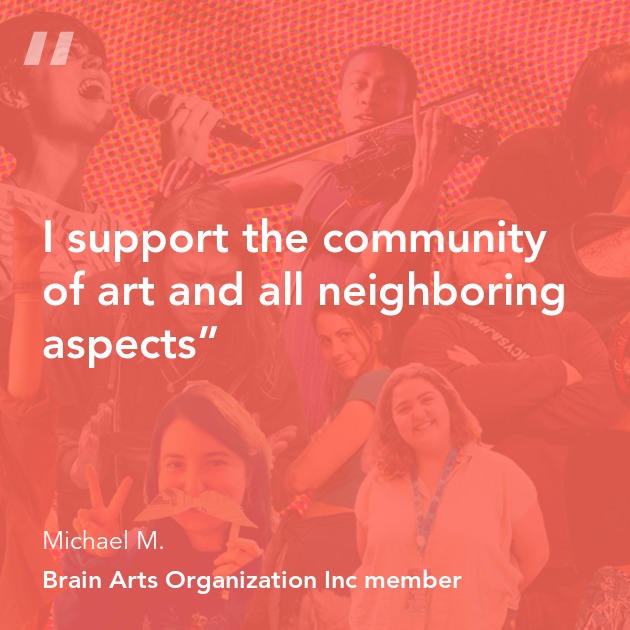 "
I support the community
of art and all neighboring
aspects”
Michael M.
Brain Arts Organization Inc member